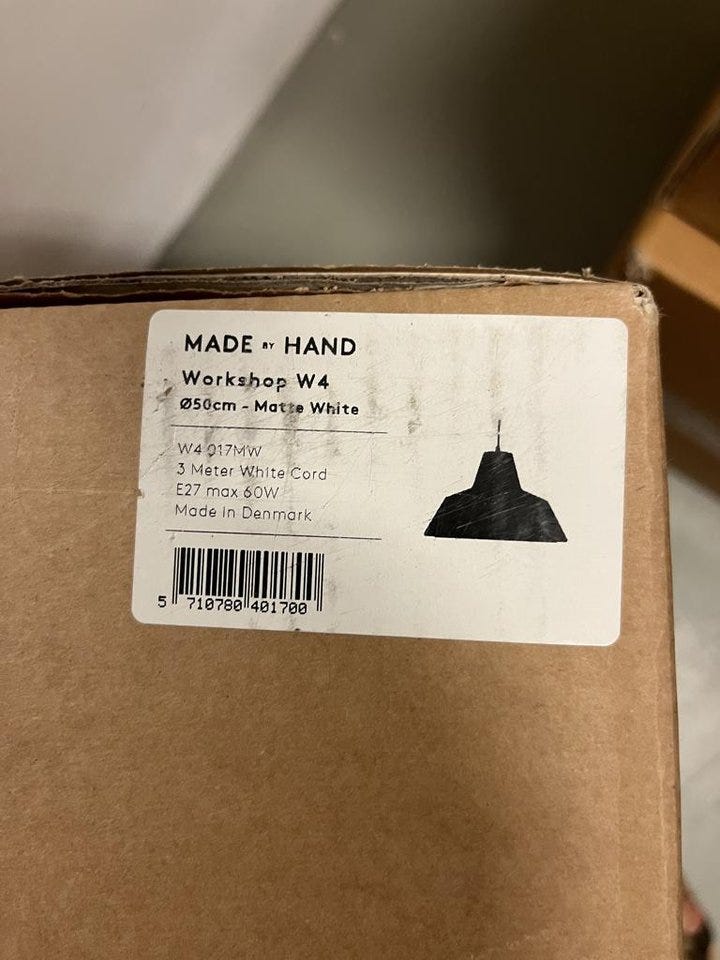 MADE BY HAND
Workshop W4
Ø50cm - Matte White
W4 017MW
3 Meter White Cord
E27 max 60W
Made in Denmark
5 710780 401700